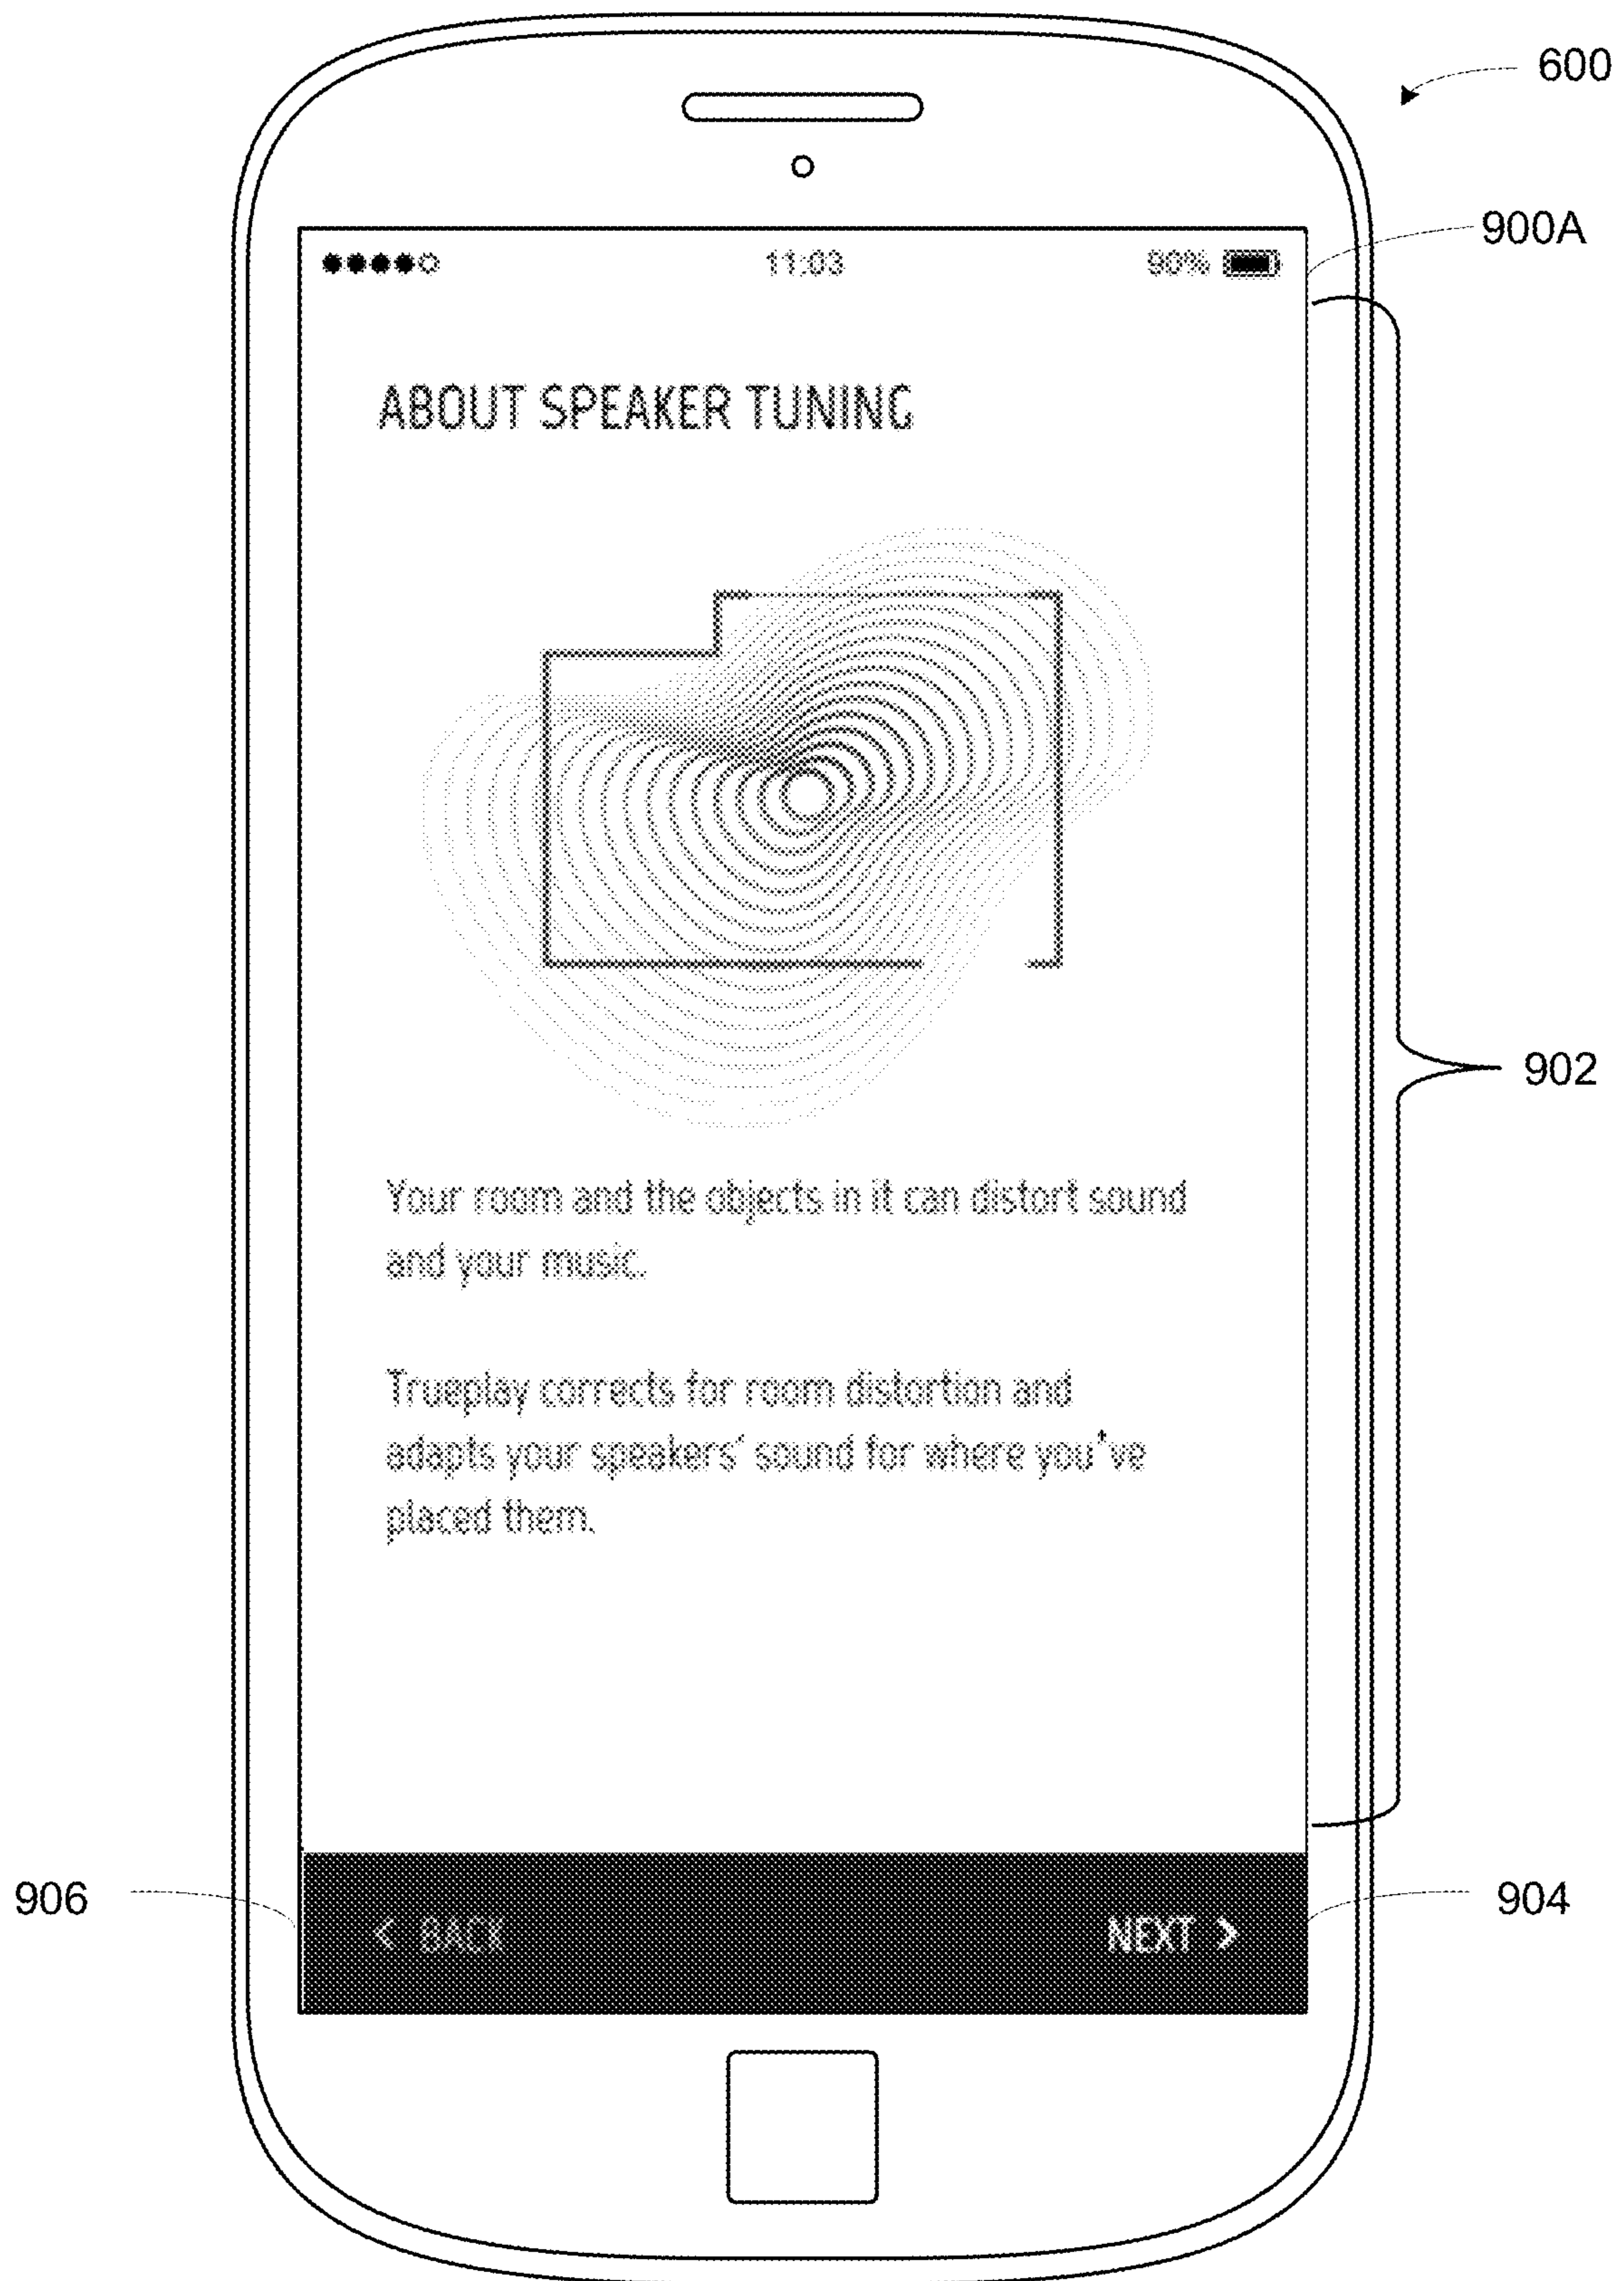 600
900A
11:03 90%
ABOUT SPEAKER TUNING
902
Your room and the objects in it can distort sound
and your music.
Trueplay corrects for room distortion and
adapts your speakers' sound for where you've
placed them.
906
904
< BACK NEXT >